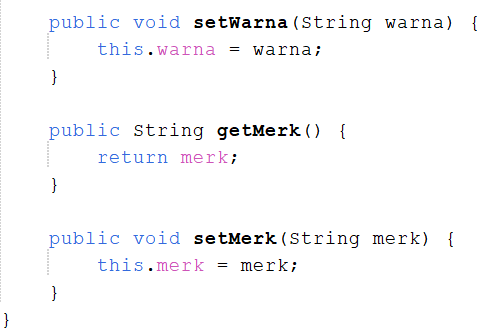 public void setWarna(String warna) {
this.warna = warna;
}
public String getMerk() {
return merk;
}
public void setMerk(String merk) {
this.merk = merk;
}
}